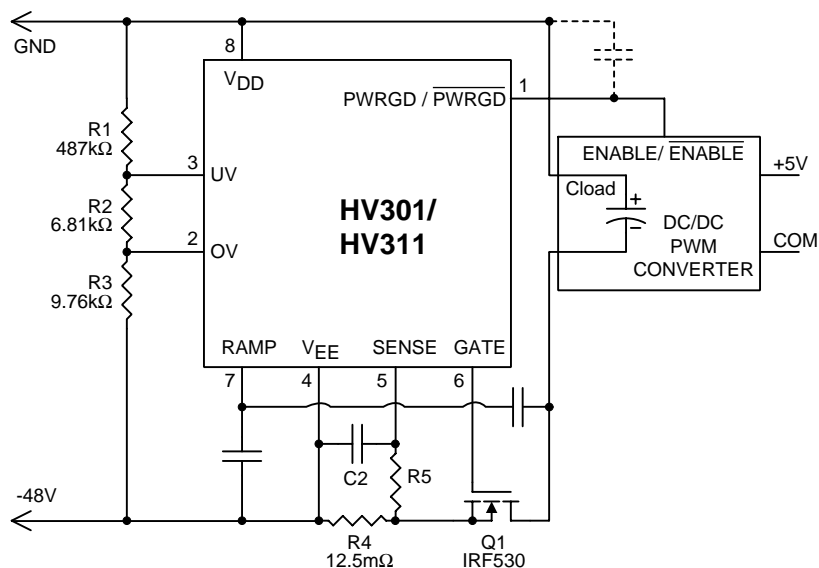 GND
8
VDD
PWRGD / PWRGD
1
R1
487kΩ
3
UV
ENABLE/ ENABLE
+5V
Cload
+
−
R2
6.81kΩ
2
OV
HV301/
HV311
DC/DC
PWM
CONVERTER
COM
R3
9.76kΩ
RAMP
VEE
SENSE
GATE
7
4
5
6
C2
R5
-48V
R4
12.5mΩ
Q1
IRF530